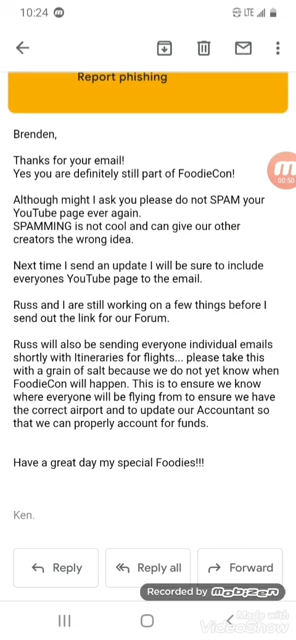 10:24 M LTE
Report phishing
Brenden,
Thanks for your email!
Yes you are definitely still part of FoodieCon!
00:50
Although might I ask you please do not SPAM your
YouTube page ever again.
SPAMMING is not cool and can give our other
creators the wrong idea.
Next time I send an update I will be sure to include
everyones YouTube page to the email.
Russ and I are still working on a few things before I
send out the link for our Forum.
Russ will also be sending everyone individual emails
shortly with Itineraries for flights... please take this
with a grain of salt because we do not yet know when
FoodieCon will happen. This is to ensure we know
where everyone will be flying from to ensure we have
the correct airport and to update our Accountant so
that we can properly account for funds.
Have a great day my special Foodies!!!
Ken.
Reply
Reply all
Forward
Recorded by mobizen
Made with
VideoShow